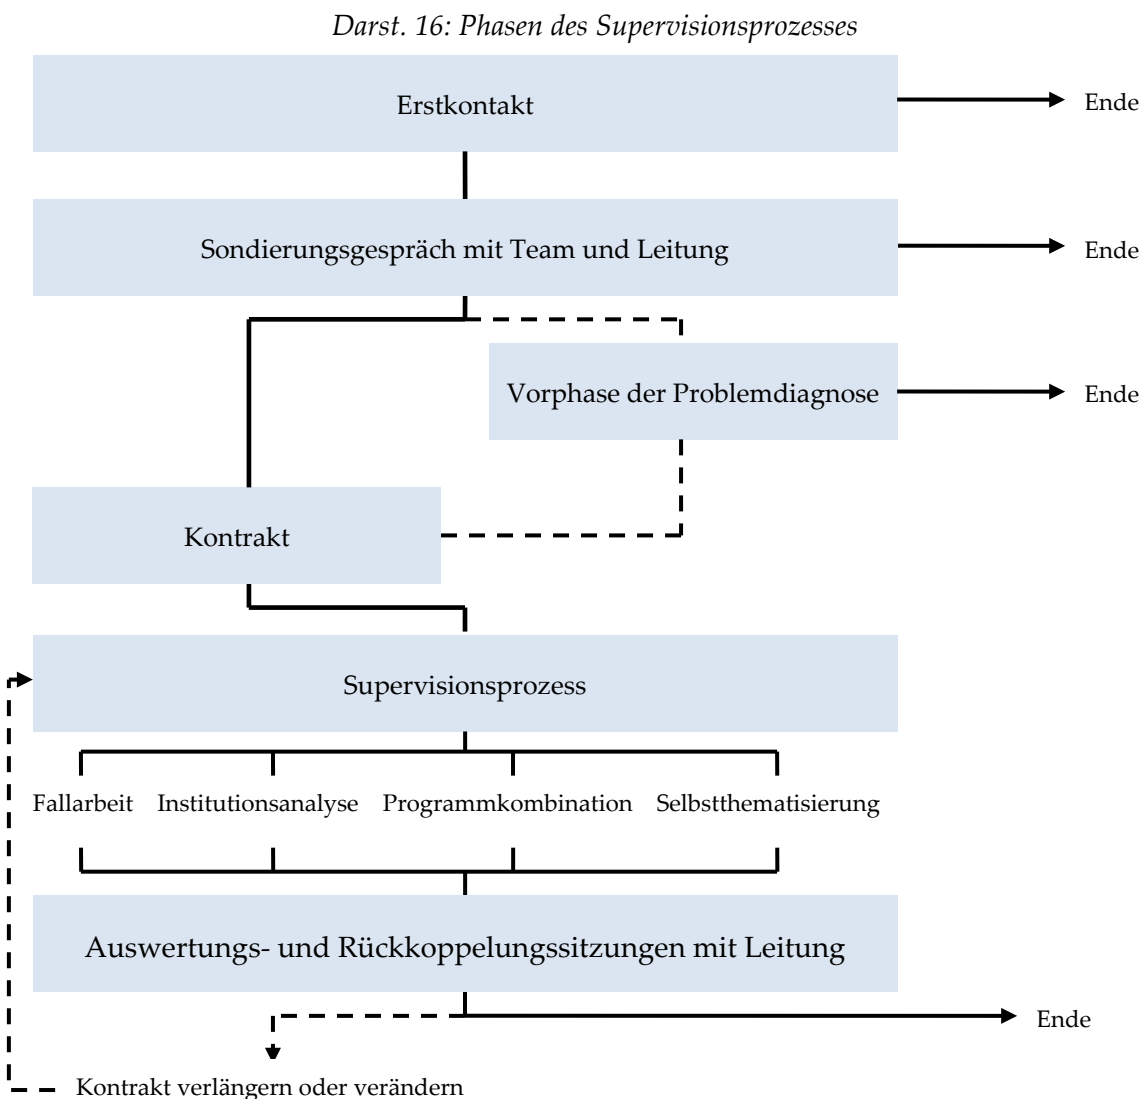 Darst. 16: Phasen des Supervisionsprozesses
Erstkontakt
Ende
Sondierungsgespräch mit Team und Leitung
Ende
Vorphase der Problemdiagnose
Ende
Kontrakt
Supervisionsprozess
Fallarbeit Institutionsanalyse Programmkombination Selbstthematisierung
Auswertungs- und Rückkoppelungssitzungen mit Leitung
Ende
Kontrakt verlängern oder verändern